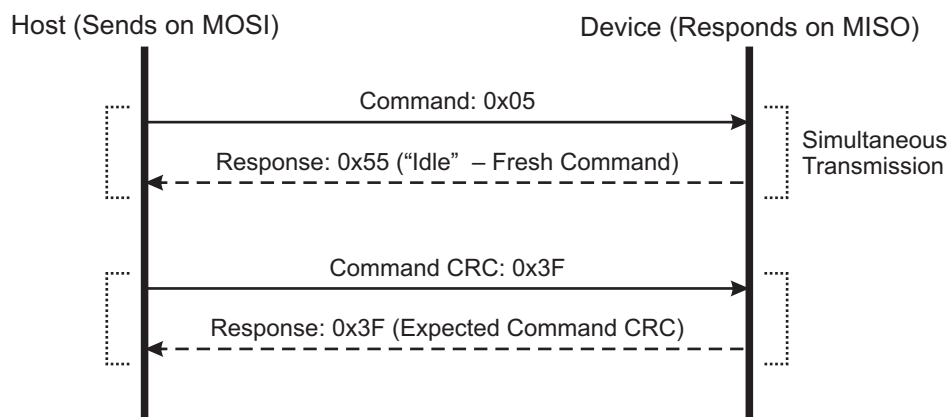 Host (Sends on MOSI)
Device (Responds on MISO)
Command: 0x05
Response: 0x55 (“Idle” – Fresh Command)
Simultaneous
Transmission
Command CRC: 0x3F
Response: 0x3F (Expected Command CRC)